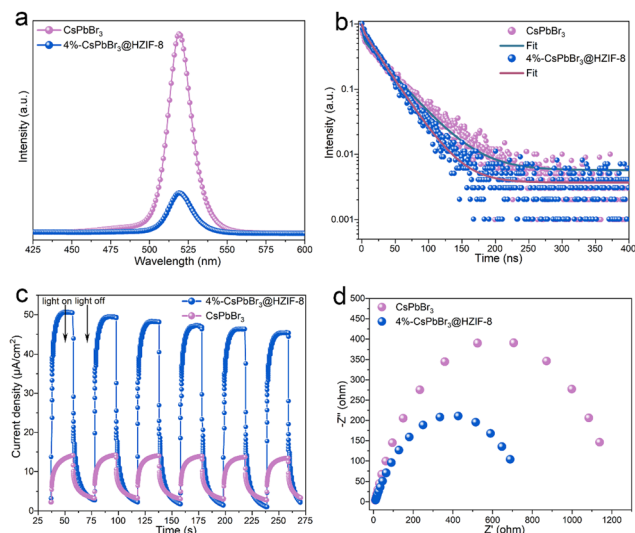 a
CsPbBr3
4%-CsPbBr3@HZIF-8
Intensity (a.u.)
425 450 475 500 525 550 575 600
Wavelength (nm)
b
CsPbBr3
Fit
4%-CsPbBr3@HZIF-8
Fit
Intensity (a.u.)
1
0.1
0.01
0.001
0 50 100 150 200 250 300 350 400
Time (ns)
c
light on light off
4%-CsPbBr3@HZIF-8
CsPbBr3
Current density (μA/cm²)
60
50
40
30
20
10
0
25 50 75 100 125 150 175 200 225 250 275
Time (s)
d
CsPbBr3
4%-CsPbBr3@HZIF-8
-Z'' (ohm)
500
450
400
350
300
250
200
150
100
50
0
0 200 400 600 800 1000 1200
Z' (ohm)